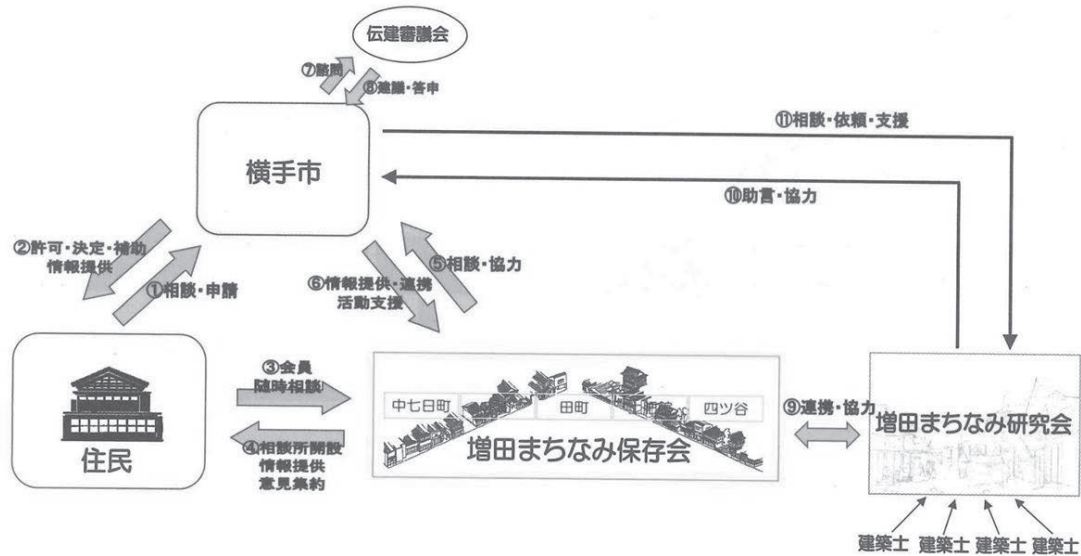 伝建審議会
⑦諮問
⑧建議・答申
横手市
⑪相談・依頼・支援
⑩助言・協力
②許可・決定・補助
情報提供
①相談・申請
⑤相談・協力
⑥情報提供・連携
活動支援
③会員
随時相談
④相談所開設
情報提供
意見集約
住民
中七日町
田町
四ツ谷
増田まちなみ保存会
⑨連携・協力
増田まちなみ研究会
建築士 建築士 建築士 建築士